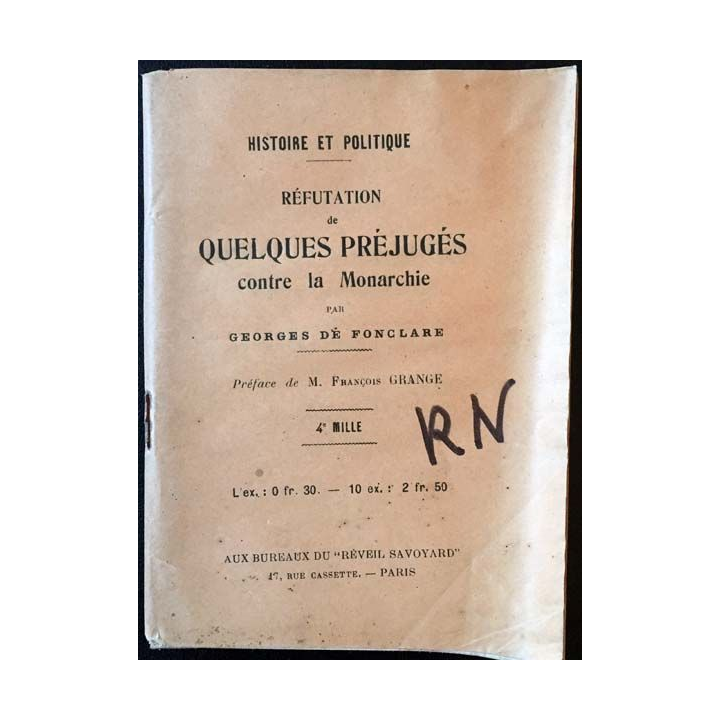 HISTOIRE ET POLITIQUE
RÉFUTATION
de
QUELQUES PRÉJUGÉS
contre la Monarchie
PAR
GEORGES DE FONCLARE
Préface de M. FRANÇOIS GRANGE
4e MILLE
RN
L'ex. : 0 fr. 30. — 10 ex. : 2 fr. 50
AUX BUREAUX DU "RÉVEIL SAVOYARD"
17, RUE CASSETTE. — PARIS